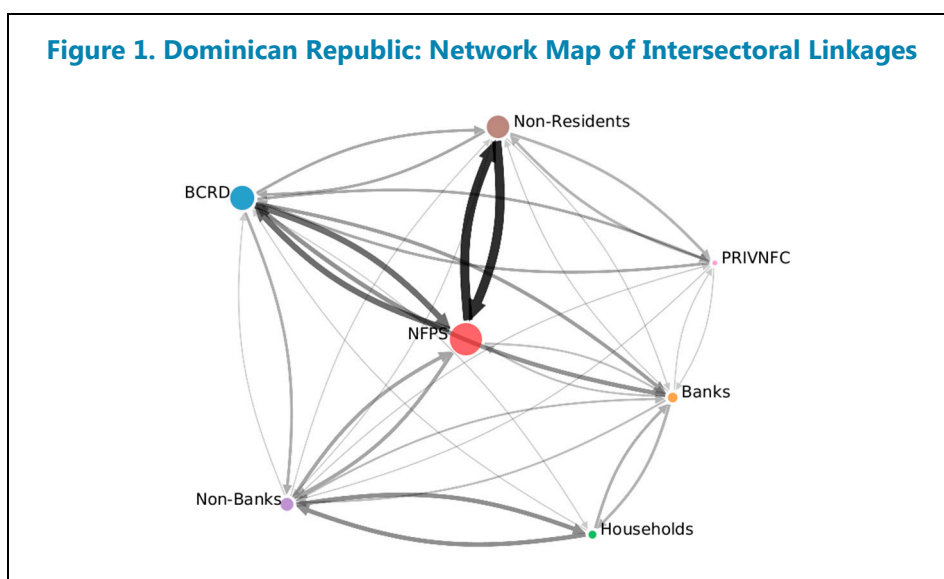 Figure 1. Dominican Republic: Network Map of Intersectoral Linkages
Non-Residents
BCRD
PRIVNFC
NFPS
Banks
Non-Banks
Households